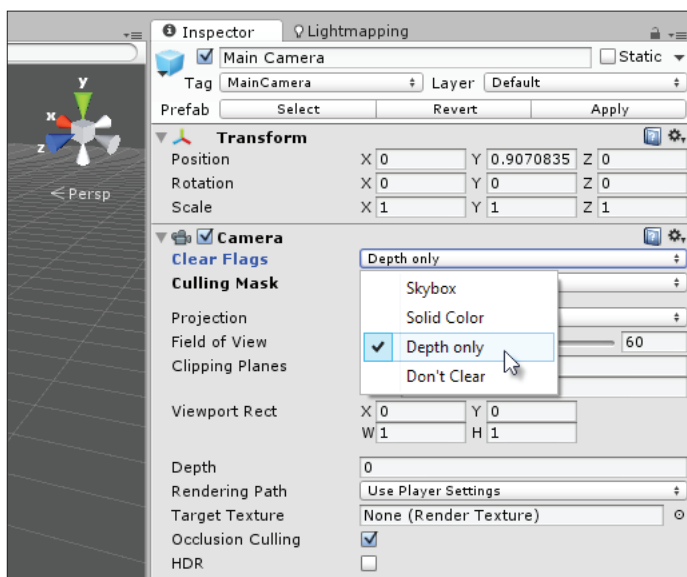 Inspector Lightmapping
Main Camera Static
Tag MainCamera Layer Default
Prefab Select Revert Apply
y
x
z
Persp
Transform
Position X 0 Y 0.9070835 Z 0
Rotation X 0 Y 0 Z 0
Scale X 1 Y 1 Z 1
Camera
Clear Flags Depth only
Culling Mask
Skybox
Solid Color
Depth only
Don't Clear
Projection
Field of View 60
Clipping Planes
Viewport Rect X 0 Y 0
W 1 H 1
Depth 0
Rendering Path Use Player Settings
Target Texture None (Render Texture)
Occlusion Culling
HDR